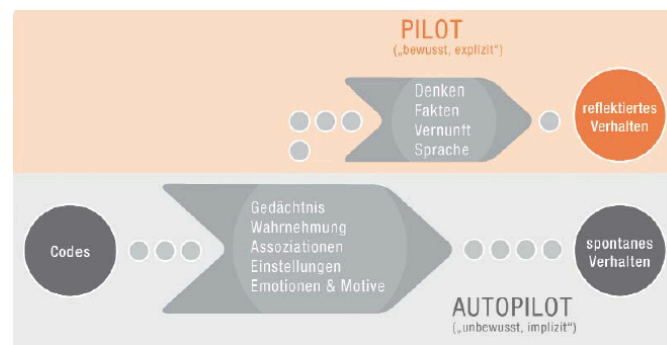 PILOT
(„bewusst, explizit“)
Denken
Fakten
Vernunft
Sprache
reflektiertes
Verhalten
Codes
Gedächtnis
Wahrnehmung
Assoziationen
Einstellungen
Emotionen & Motive
spontanes
Verhalten
AUTOPILOT
(„unbewusst, implizit“)